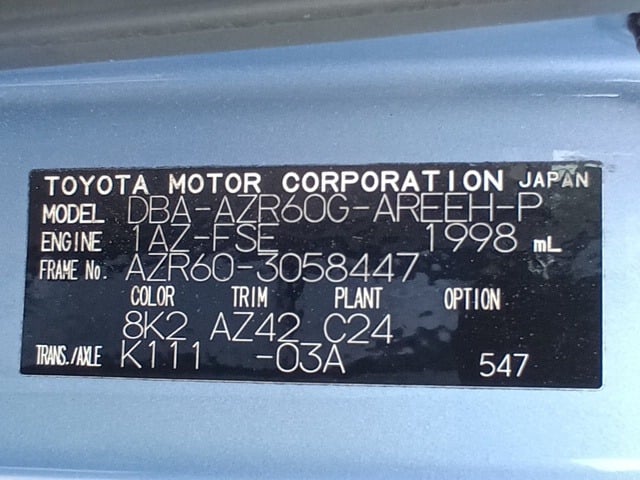 TOYOTA MOTOR CORPORATION JAPAN
MODEL DBA-AZR60G-AREEH-P
ENGINE 1AZ-FSE 1998 mL
FRAME No. AZR60-3058447
COLOR TRIM PLANT OPTION
8K2 AZ42 C24
TRANS./AXLE K111 -03A 547